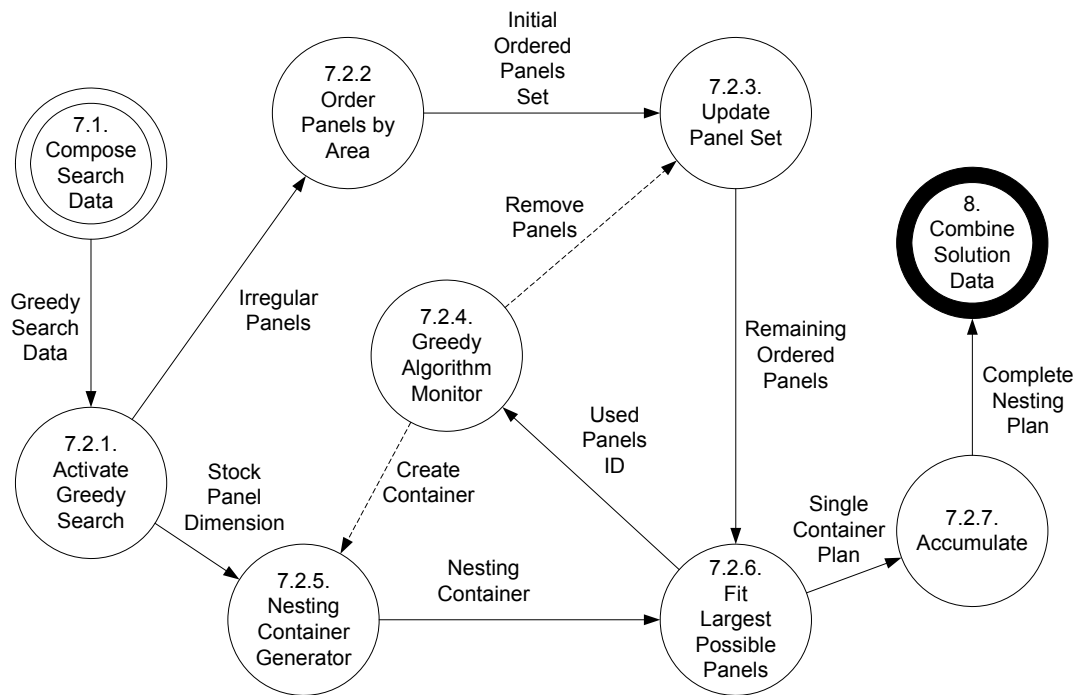 7.1.
Compose
Search
Data
7.2.2
Order
Panels by
Area
Initial
Ordered
Panels
Set
7.2.3.
Update
Panel Set
Greedy
Search
Data
Irregular
Panels
Remove
Panels
7.2.4.
Greedy
Algorithm
Monitor
Remaining
Ordered
Panels
8.
Combine
Solution
Data
7.2.1.
Activate
Greedy
Search
Stock
Panel
Dimension
Create
Container
Used
Panels
ID
Complete
Nesting
Plan
7.2.5.
Nesting
Container
Generator
Nesting
Container
7.2.6.
Fit
Largest
Possible
Panels
Single
Container
Plan
7.2.7.
Accumulate